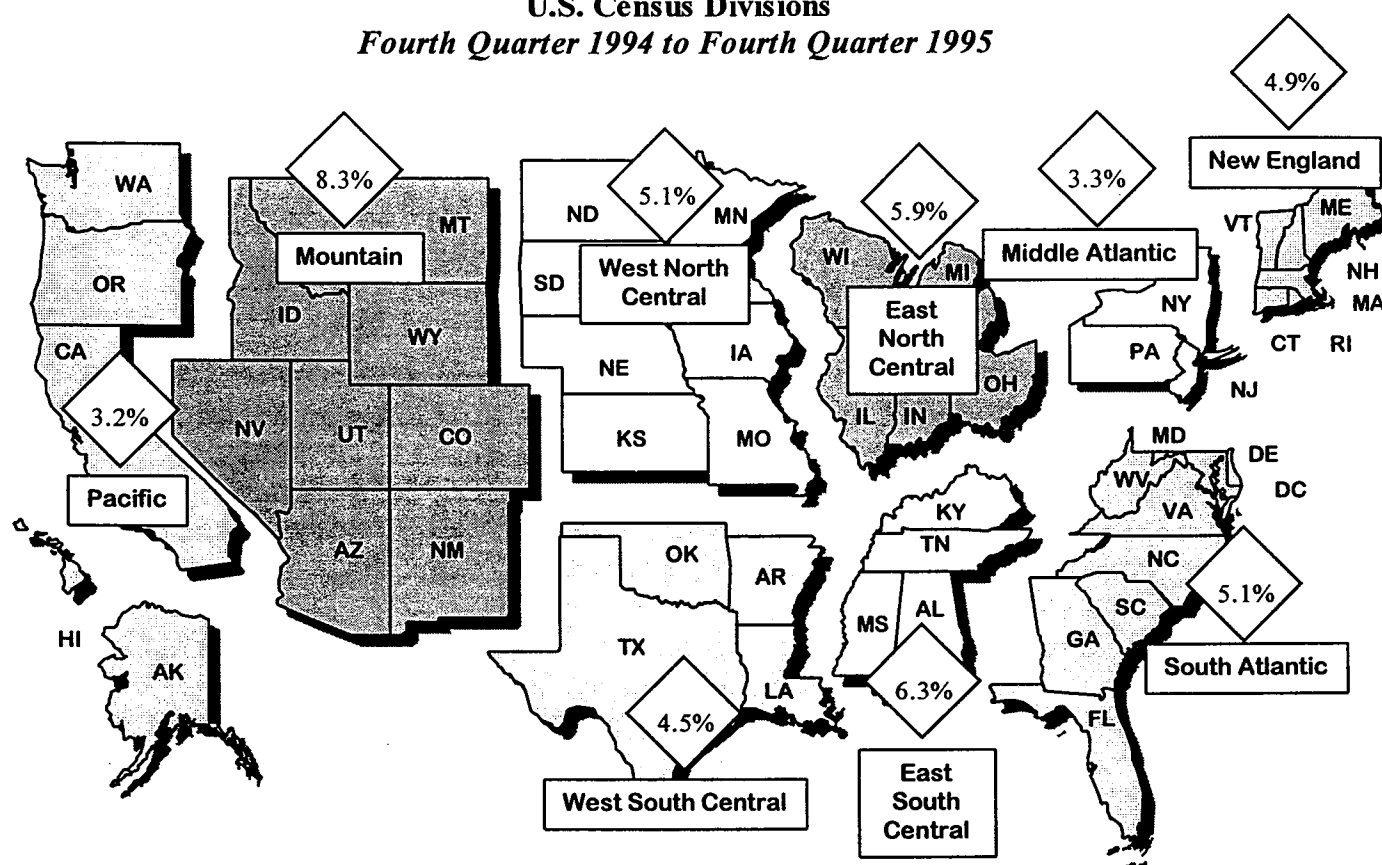 U.S. Census Divisions
Fourth Quarter 1994 to Fourth Quarter 1995
4.9%
New England
8.3%
Mountain
5.1%
West North
Central
5.9%
East
North
Central
3.3%
Middle Atlantic
3.2%
Pacific
4.5%
West South Central
6.3%
East
South
Central
5.1%
South Atlantic
WA
OR
CA
HI
AK
MT
ID
WY
NV
UT
CO
AZ
NM
ND
MN
SD
NE
IA
KS
MO
WI
MI
IL
IN
OH
NY
PA
NJ
VT
ME
NH
MA
CT
RI
OK
AR
TX
LA
KY
TN
MS
AL
MD
DE
DC
WV
VA
NC
SC
GA
FL